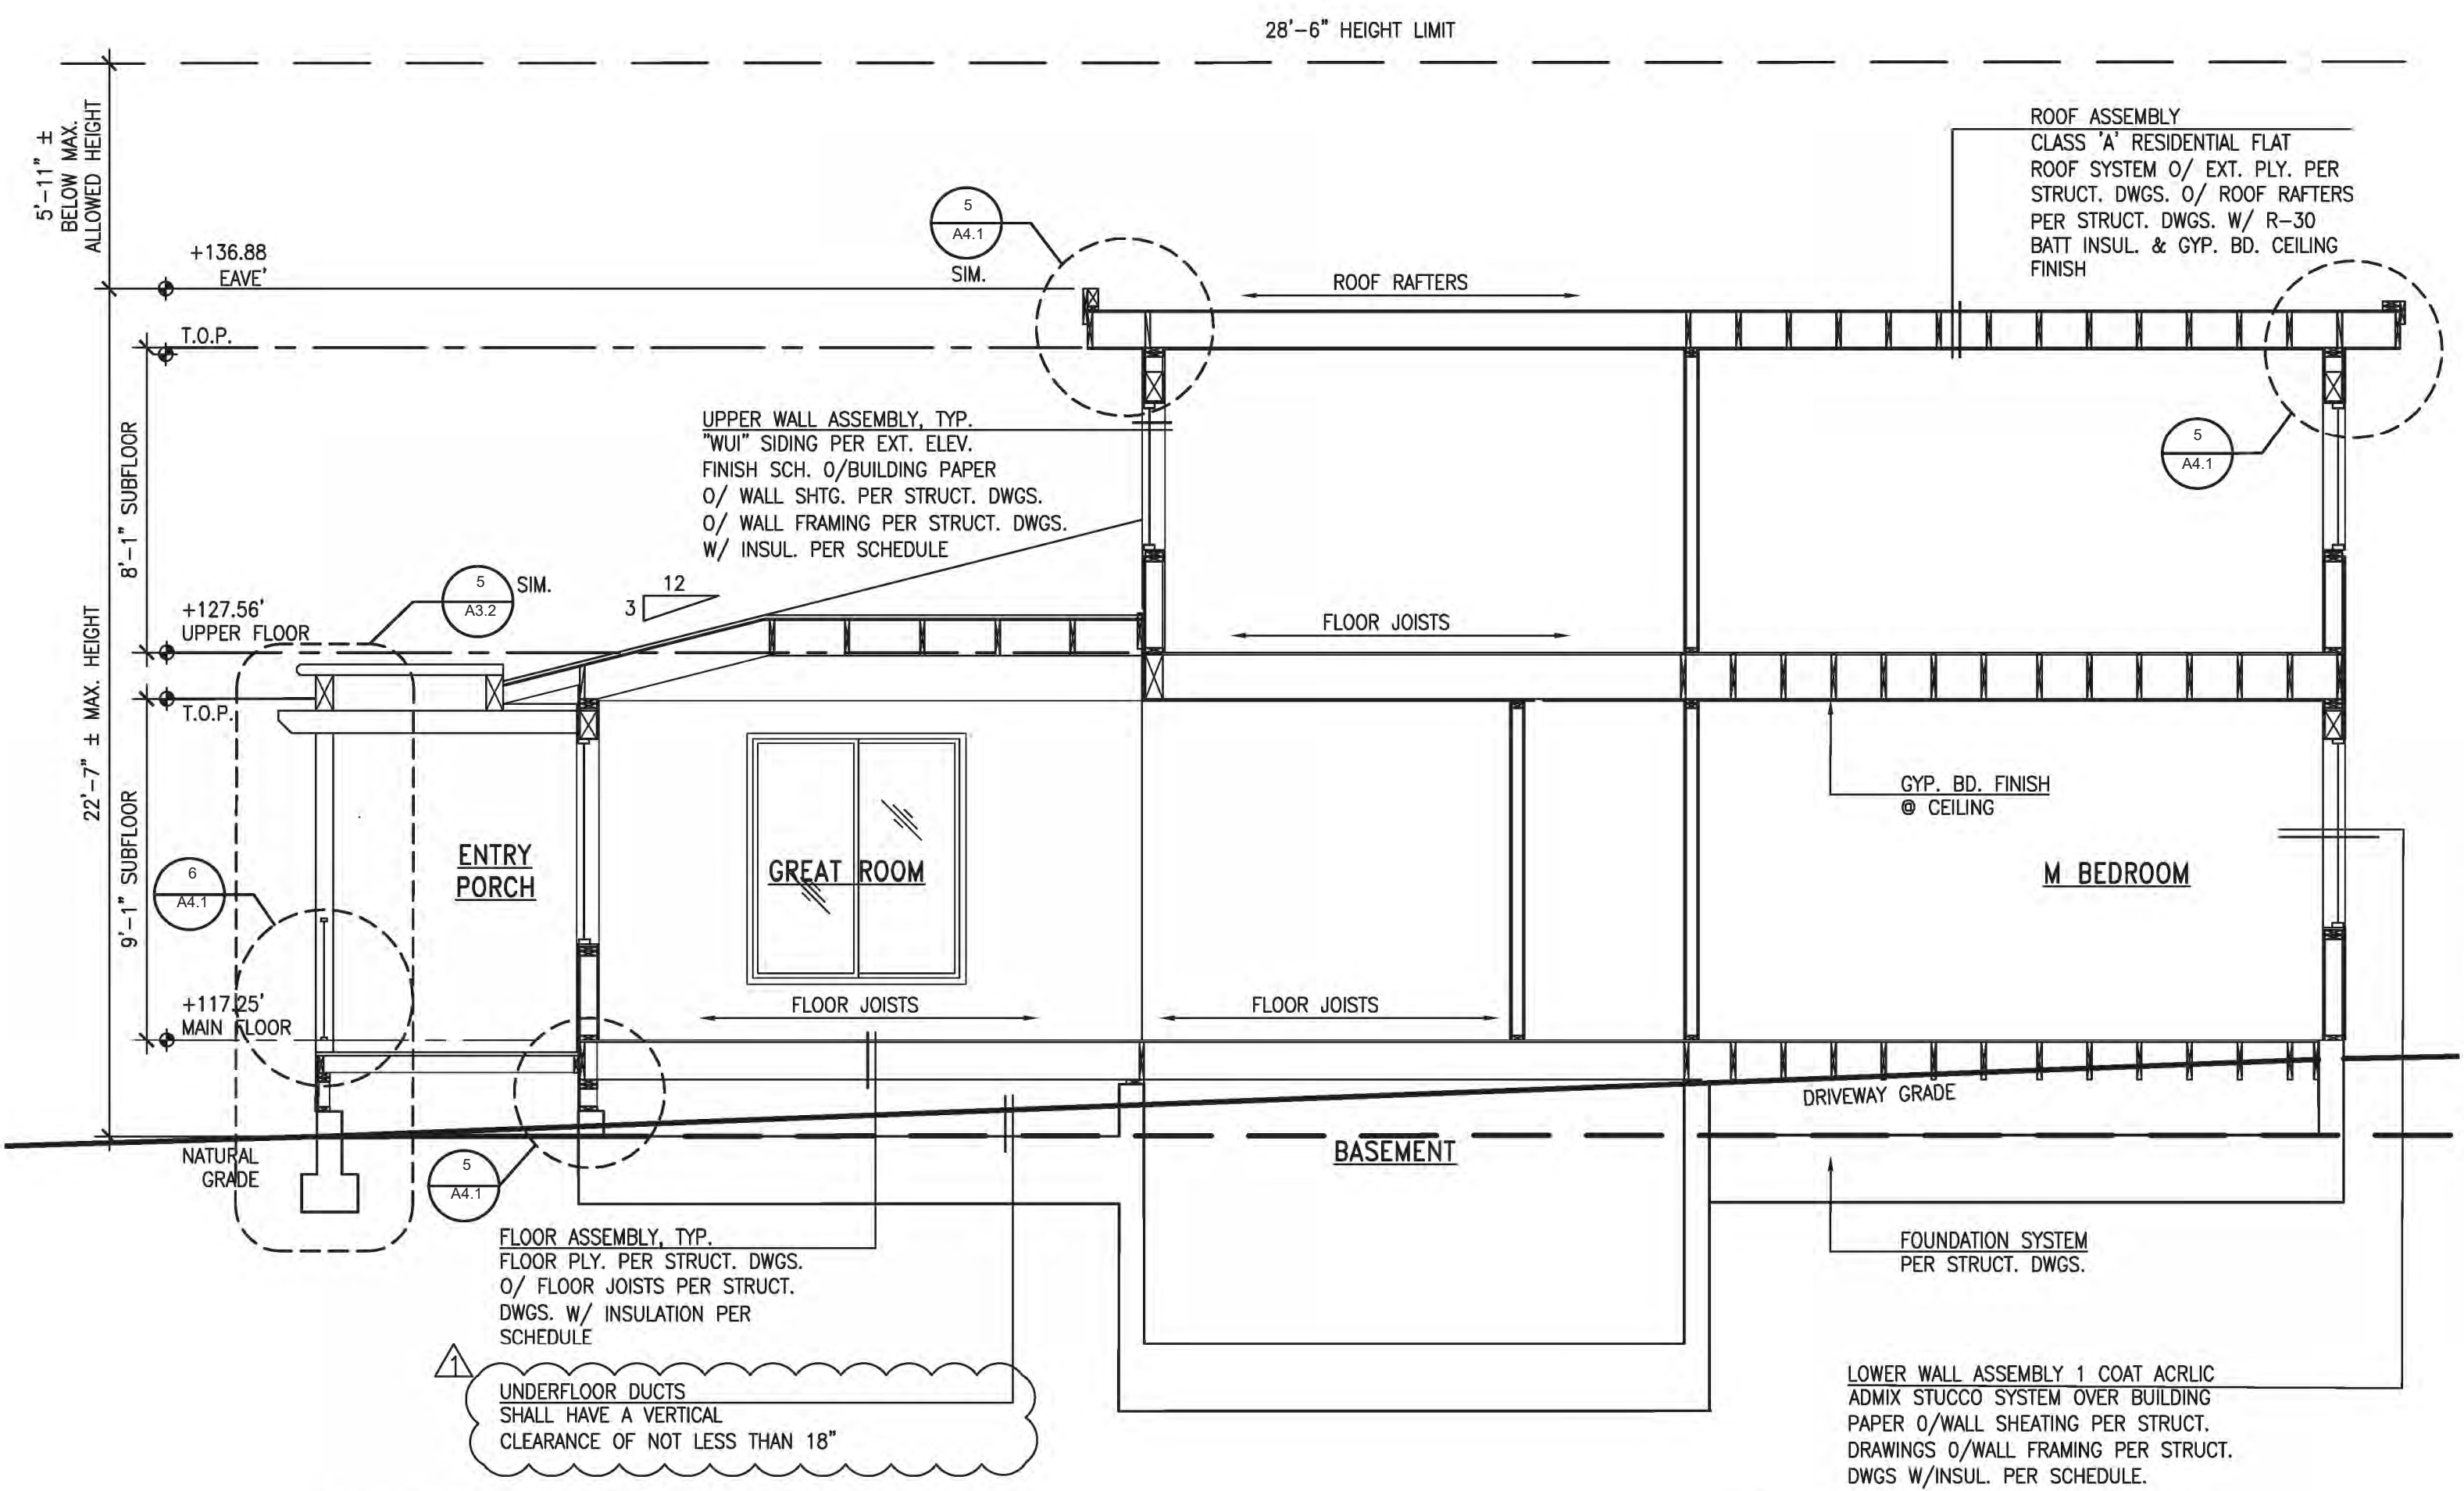 28'-6" HEIGHT LIMIT
5'-11" ±
BELOW MAX.
ALLOWED HEIGHT
ROOF ASSEMBLY
CLASS 'A' RESIDENTIAL FLAT
ROOF SYSTEM O/ EXT. PLY. PER
STRUCT. DWGS. O/ ROOF RAFTERS
PER STRUCT. DWGS. W/ R-30
BATT INSUL. & GYP. BD. CEILING
FINISH
5
A4.1
SIM.
+136.88
EAVE'
ROOF RAFTERS
T.O.P.
8'-1" SUBFLOOR
UPPER WALL ASSEMBLY, TYP.
"WUI" SIDING PER EXT. ELEV.
FINISH SCH. O/BUILDING PAPER
O/ WALL SHTG. PER STRUCT. DWGS.
O/ WALL FRAMING PER STRUCT. DWGS.
W/ INSUL. PER SCHEDULE
5
A4.1
5
A3.2
SIM.
12
3
+127.56'
UPPER FLOOR
FLOOR JOISTS
T.O.P.
22'-7" ± MAX. HEIGHT
9'-1" SUBFLOOR
GYP. BD. FINISH
@ CEILING
ENTRY
PORCH
GREAT ROOM
M BEDROOM
6
A4.1
+117.25'
MAIN FLOOR
FLOOR JOISTS
FLOOR JOISTS
DRIVEWAY GRADE
NATURAL
GRADE
5
A4.1
BASEMENT
FLOOR ASSEMBLY, TYP.
FLOOR PLY. PER STRUCT. DWGS.
O/ FLOOR JOISTS PER STRUCT.
DWGS. W/ INSULATION PER
SCHEDULE
FOUNDATION SYSTEM
PER STRUCT. DWGS.
1
UNDERFLOOR DUCTS
SHALL HAVE A VERTICAL
CLEARANCE OF NOT LESS THAN 18"
LOWER WALL ASSEMBLY 1 COAT ACRLIC
ADMIX STUCCO SYSTEM OVER BUILDING
PAPER O/WALL SHEATING PER STRUCT.
DRAWINGS O/WALL FRAMING PER STRUCT.
DWGS W/INSUL. PER SCHEDULE.